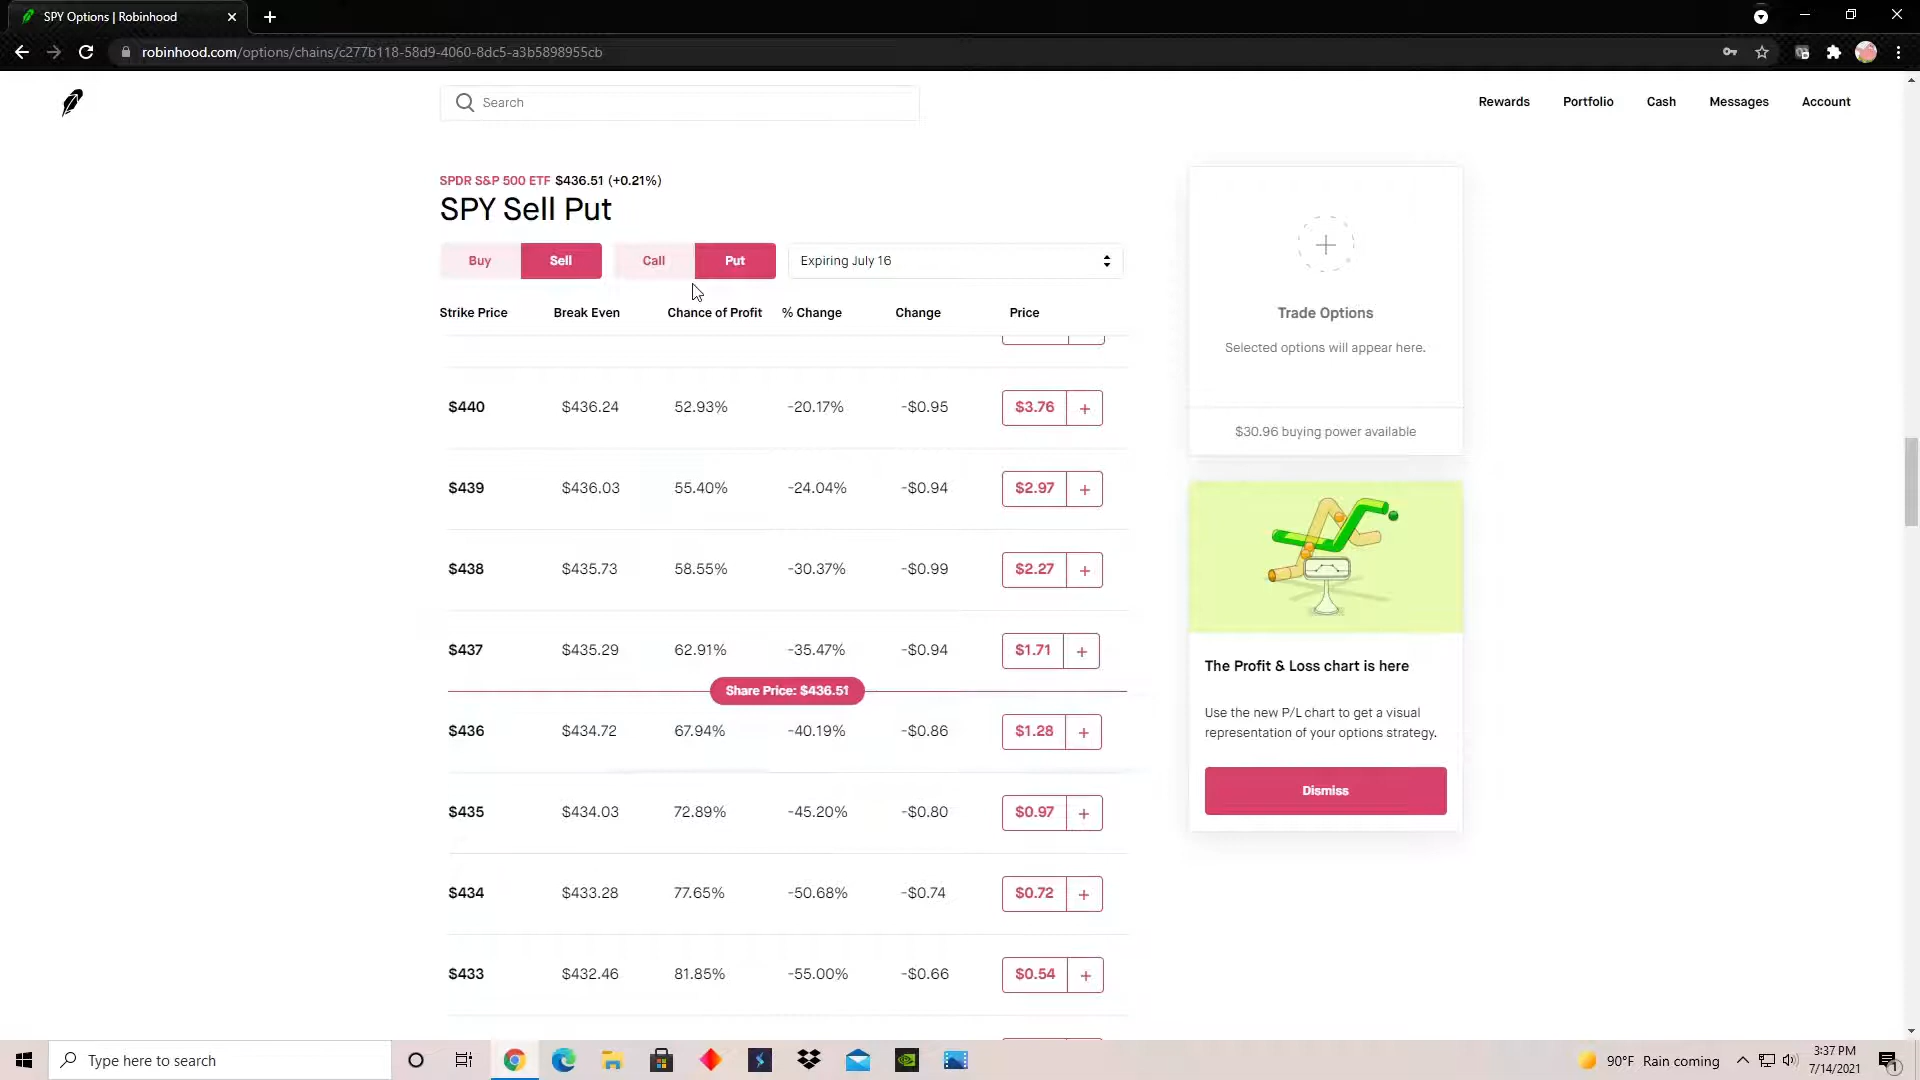 SPY Options | Robinhood
robinhood.com/options/chains/c277b118-58d9-4060-8dc5-a3b5898955cb
Search
Rewards Portfolio Cash Messages Account
SPDR S&P 500 ETF $436.51 (+0.21%)
SPY Sell Put
Buy Sell Call Put Expiring July 16
Strike Price Break Even Chance of Profit % Change Change Price
$440 $436.24 52.93% -20.17% -$0.95 $3.76 +
$439 $436.03 55.40% -24.04% -$0.94 $2.97 +
$438 $435.73 58.55% -30.37% -$0.99 $2.27 +
$437 $435.29 62.91% -35.47% -$0.94 $1.71 +
Share Price: $436.51
$436 $434.72 67.94% -40.19% -$0.86 $1.28 +
$435 $434.03 72.89% -45.20% -$0.80 $0.97 +
$434 $433.28 77.65% -50.68% -$0.74 $0.72 +
$433 $432.46 81.85% -55.00% -$0.66 $0.54 +
Trade Options
Selected options will appear here.
$30.96 buying power available
The Profit & Loss chart is here
Use the new P/L chart to get a visual
representation of your options strategy.
Dismiss
Type here to search
90°F Rain coming
3:37 PM
7/14/2021
1